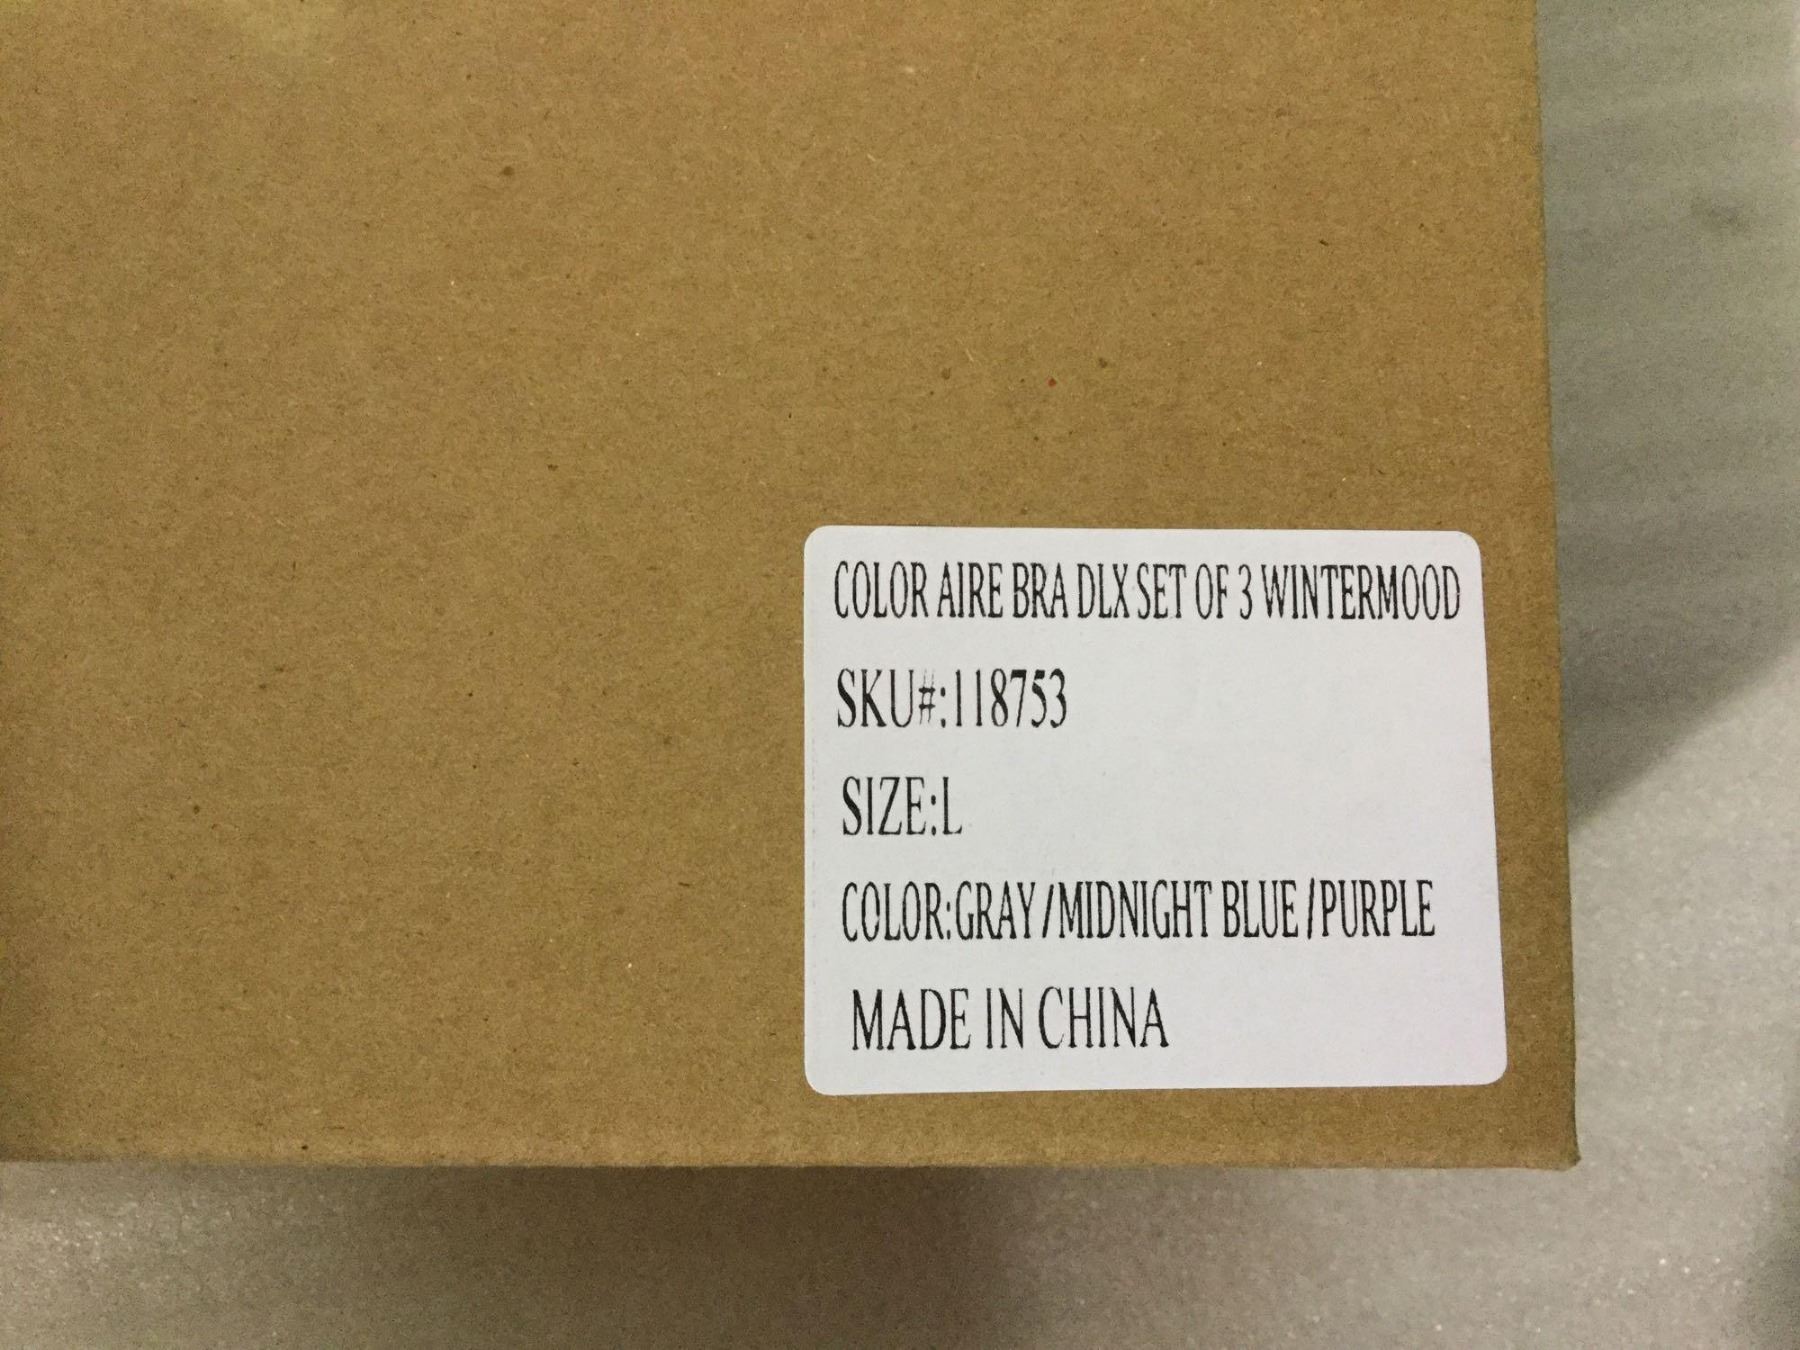 COLOR AIRE BRA DLX SET OF 3 WINTERMOOD
SKU#:118753
SIZE:L
COLOR:GRAY/MIDNIGHT BLUE/PURPLE
MADE IN CHINA